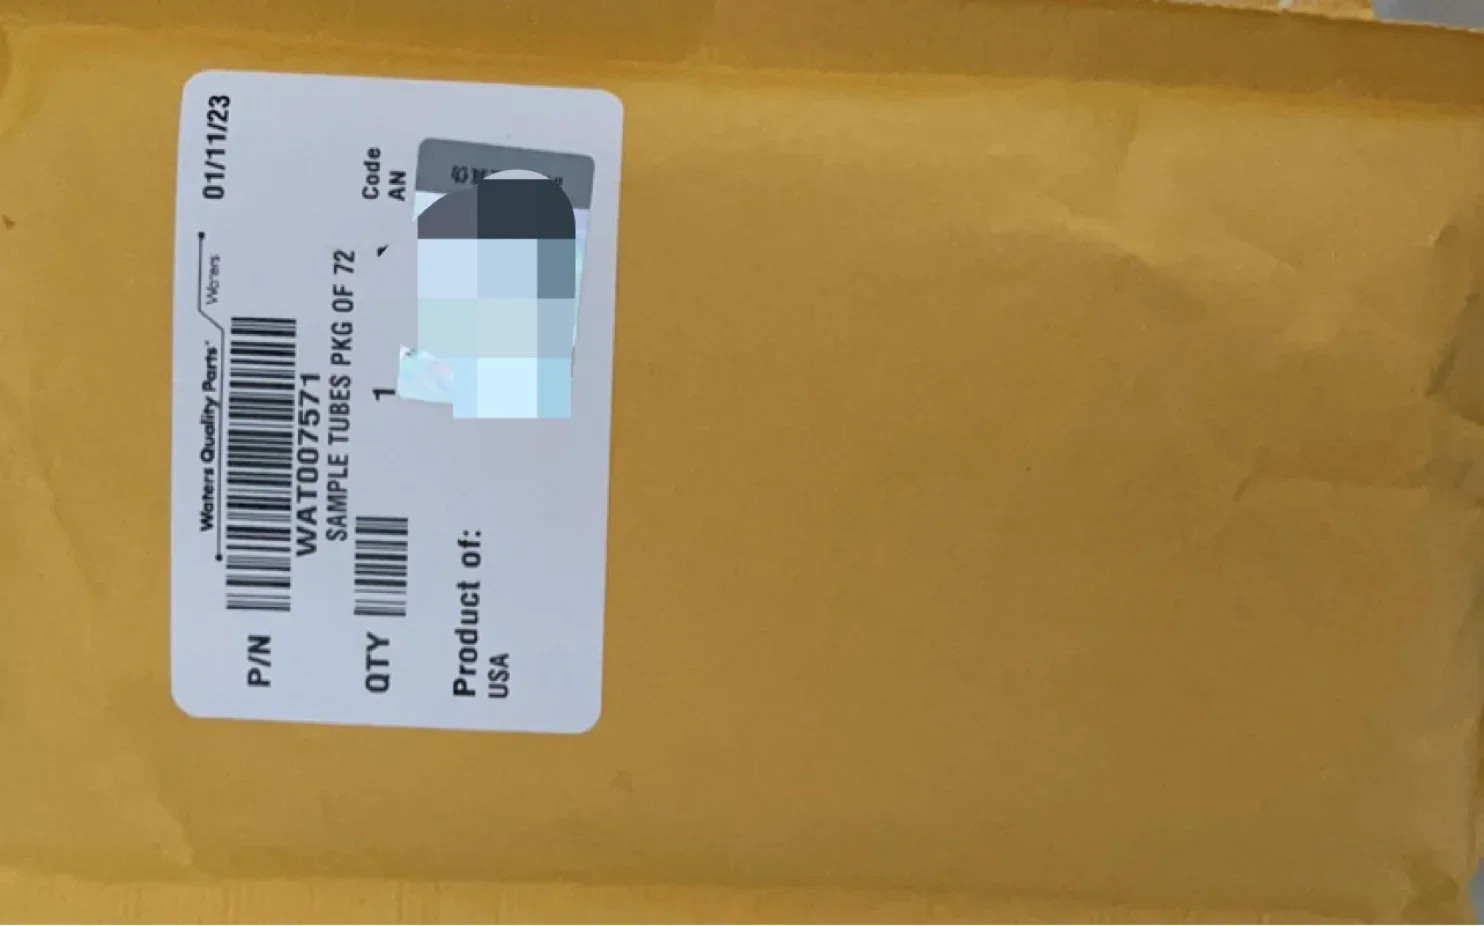 Waters Quality Parts™ Waters 01/11/23
P/N
WAT007571
SAMPLE TUBES PKG OF 72
QTY 1 Code
AN
Product of:
USA